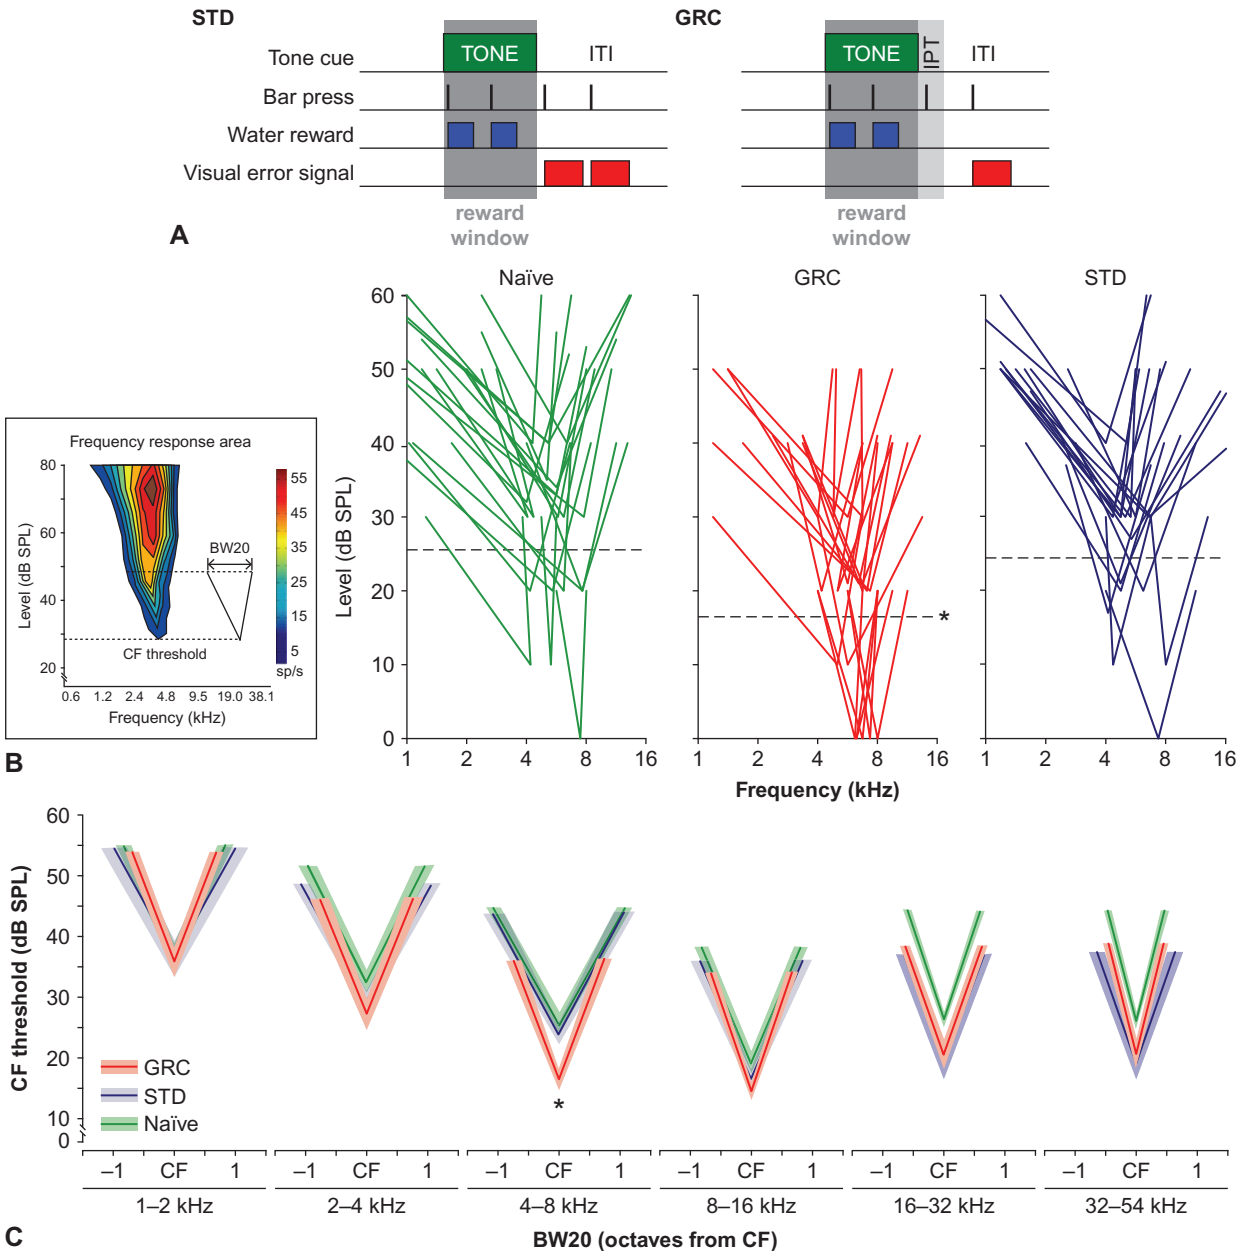 STD
GRC
Tone cue
TONE
ITI
TONE
IPT
ITI
Bar press
Water reward
Visual error signal
reward
window
reward
window
A
Naïve
GRC
STD
Frequency response area
Level (dB SPL)
80
60
40
20
BW20
CF threshold
55
45
35
25
15
5
sp/s
0.6 1.2 2.4 4.8 9.5 19.0 38.1
Frequency (kHz)
B
Level (dB SPL)
60
50
40
30
20
10
0
*
1 2 4 8 16
1 2 4 8 16
1 2 4 8 16
Frequency (kHz)
CF threshold (dB SPL)
60
50
40
30
20
10
0
GRC
STD
Naïve
*
–1 CF 1
–1 CF 1
–1 CF 1
–1 CF 1
–1 CF 1
–1 CF 1
1–2 kHz
2–4 kHz
4–8 kHz
8–16 kHz
16–32 kHz
32–54 kHz
C
BW20 (octaves from CF)